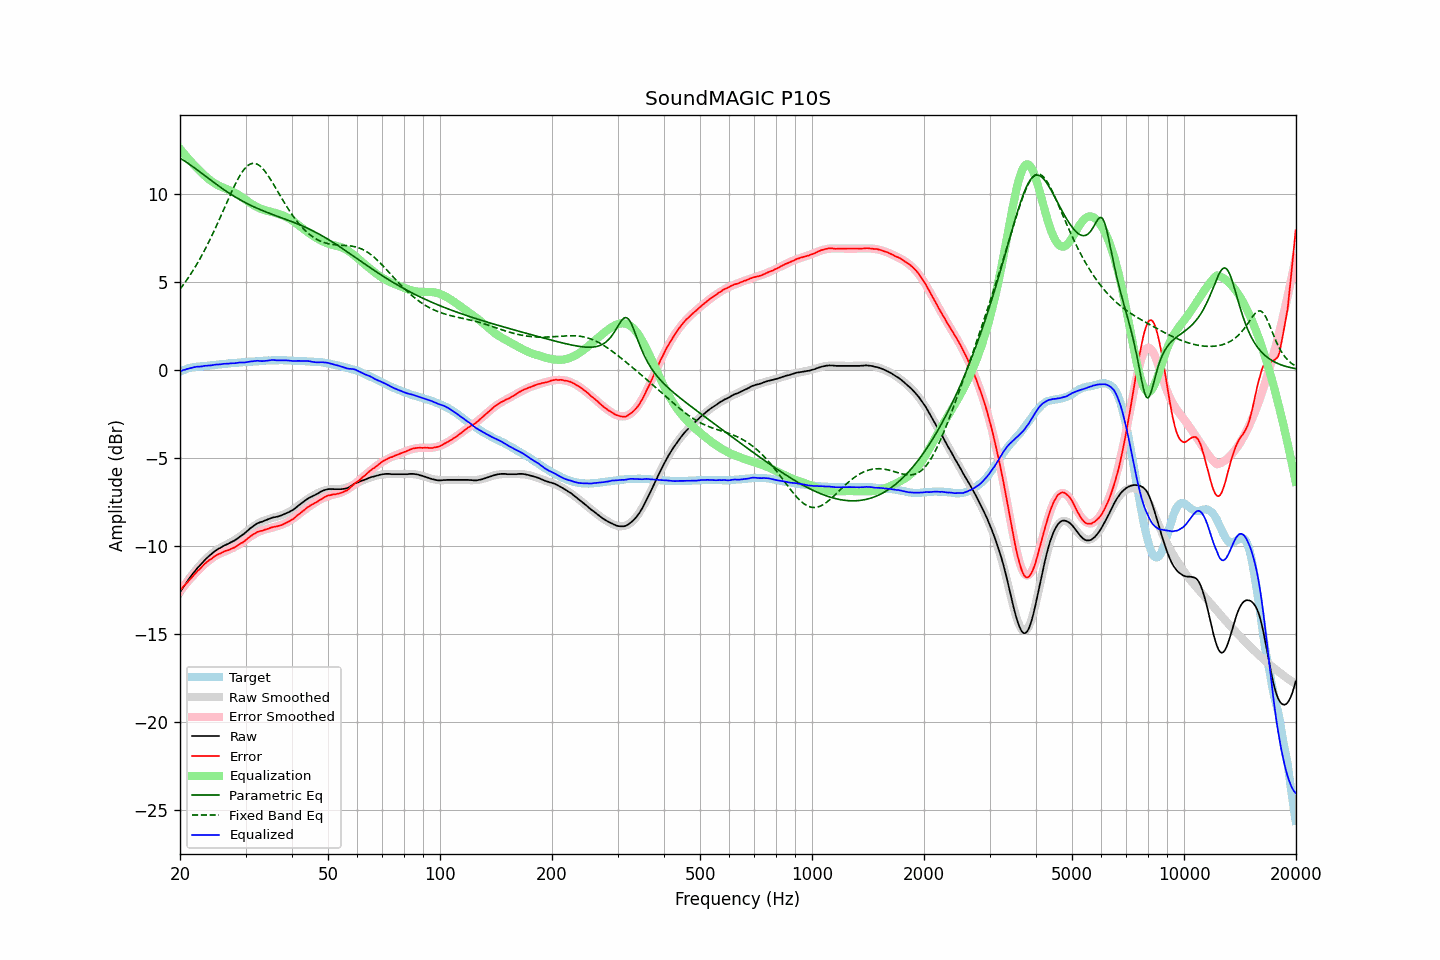 SoundMAGIC P10S
Amplitude (dBr)
10
5
0
−5
−10
−15
−20
−25
Target
Raw Smoothed
Error Smoothed
Raw
Error
Equalization
Parametric Eq
Fixed Band Eq
Equalized
20 50 100 200 500 1000 2000 5000 10000 20000
Frequency (Hz)